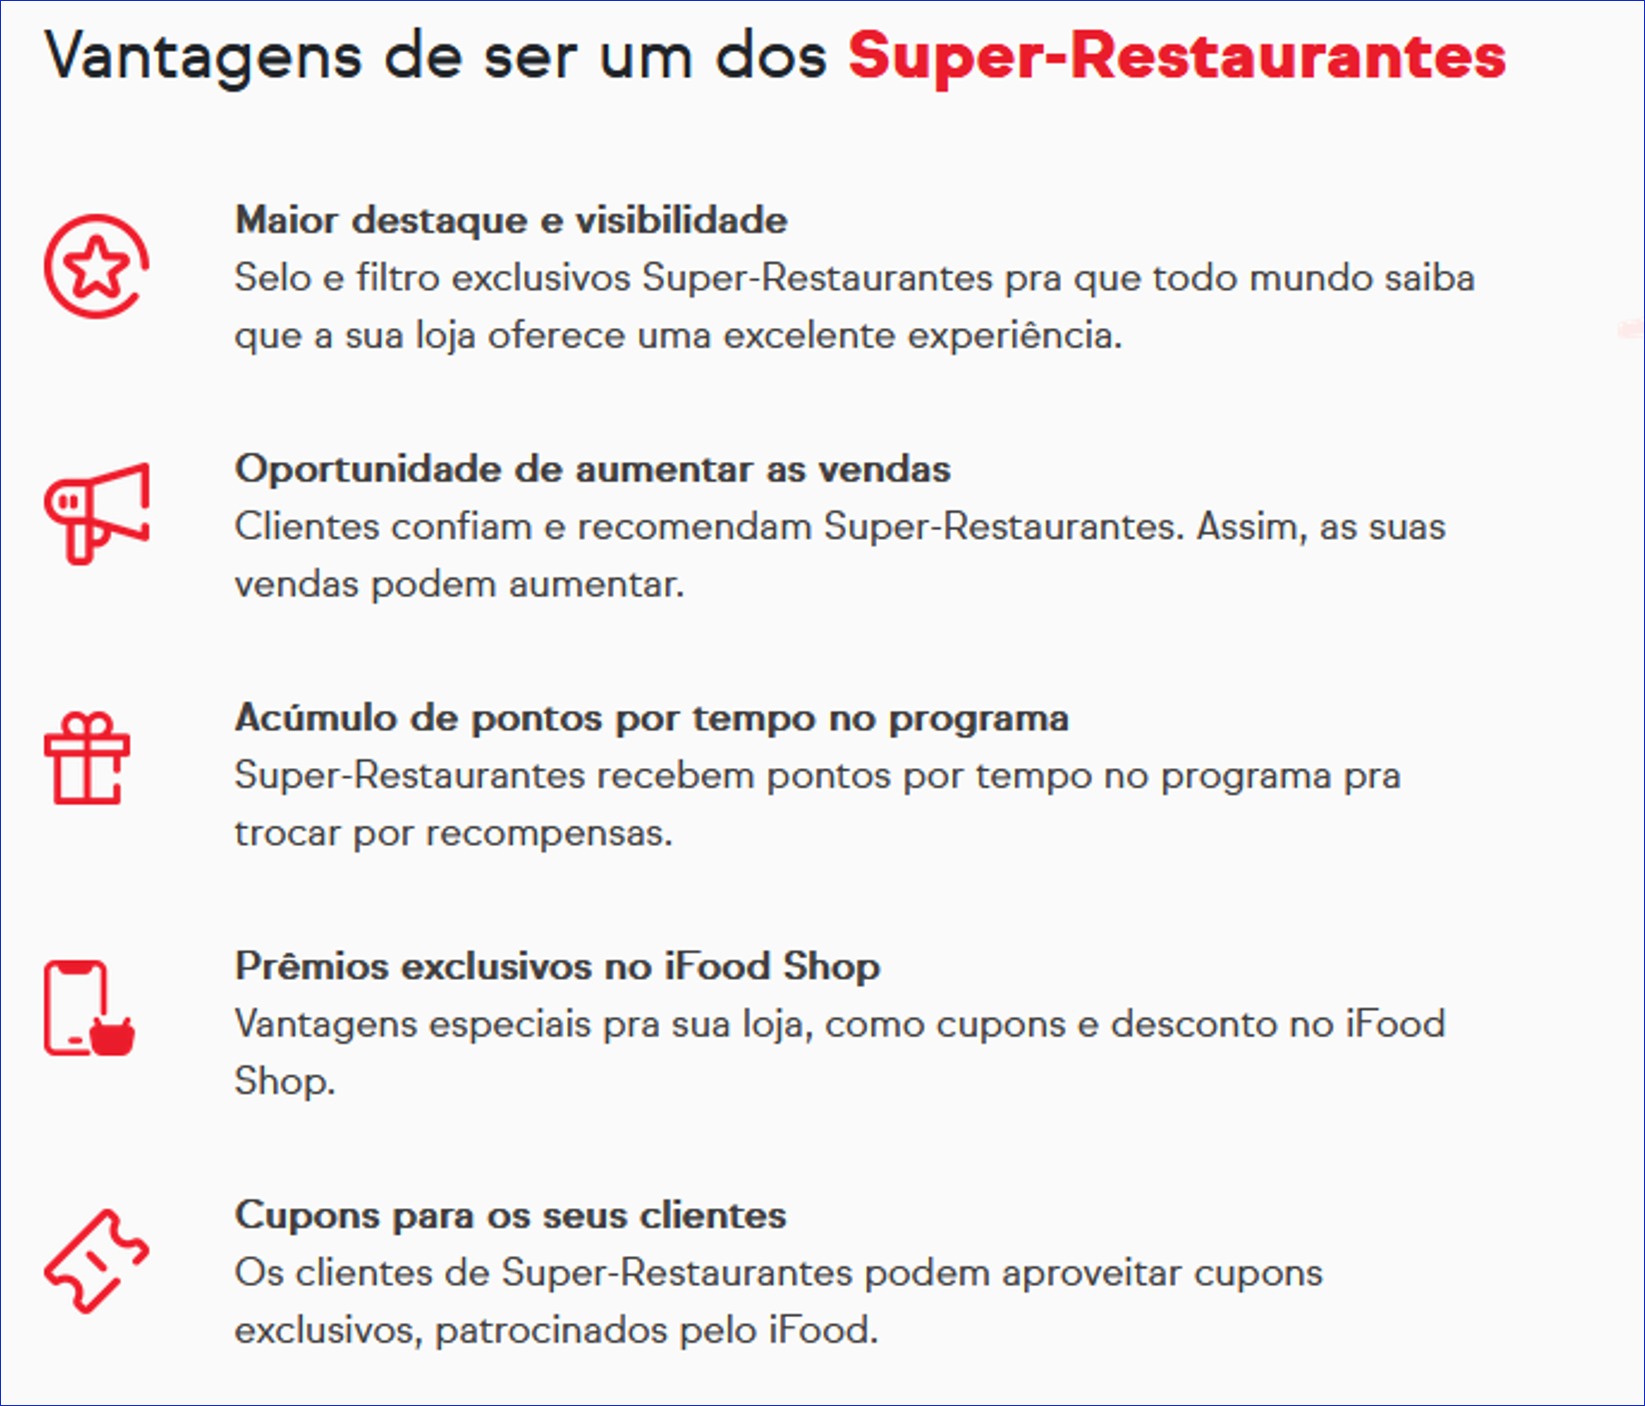 Vantagens de ser um dos Super-Restaurantes
Maior destaque e visibilidade
Selo e filtro exclusivos Super-Restaurantes pra que todo mundo saiba
que a sua loja oferece uma excelente experiência.
Oportunidade de aumentar as vendas
Clientes confiam e recomendam Super-Restaurantes. Assim, as suas
vendas podem aumentar.
Acúmulo de pontos por tempo no programa
Super-Restaurantes recebem pontos por tempo no programa pra
trocar por recompensas.
Prêmios exclusivos no iFood Shop
Vantagens especiais pra sua loja, como cupons e desconto no iFood
Shop.
Cupons para os seus clientes
Os clientes de Super-Restaurantes podem aproveitar cupons
exclusivos, patrocinados pelo iFood.